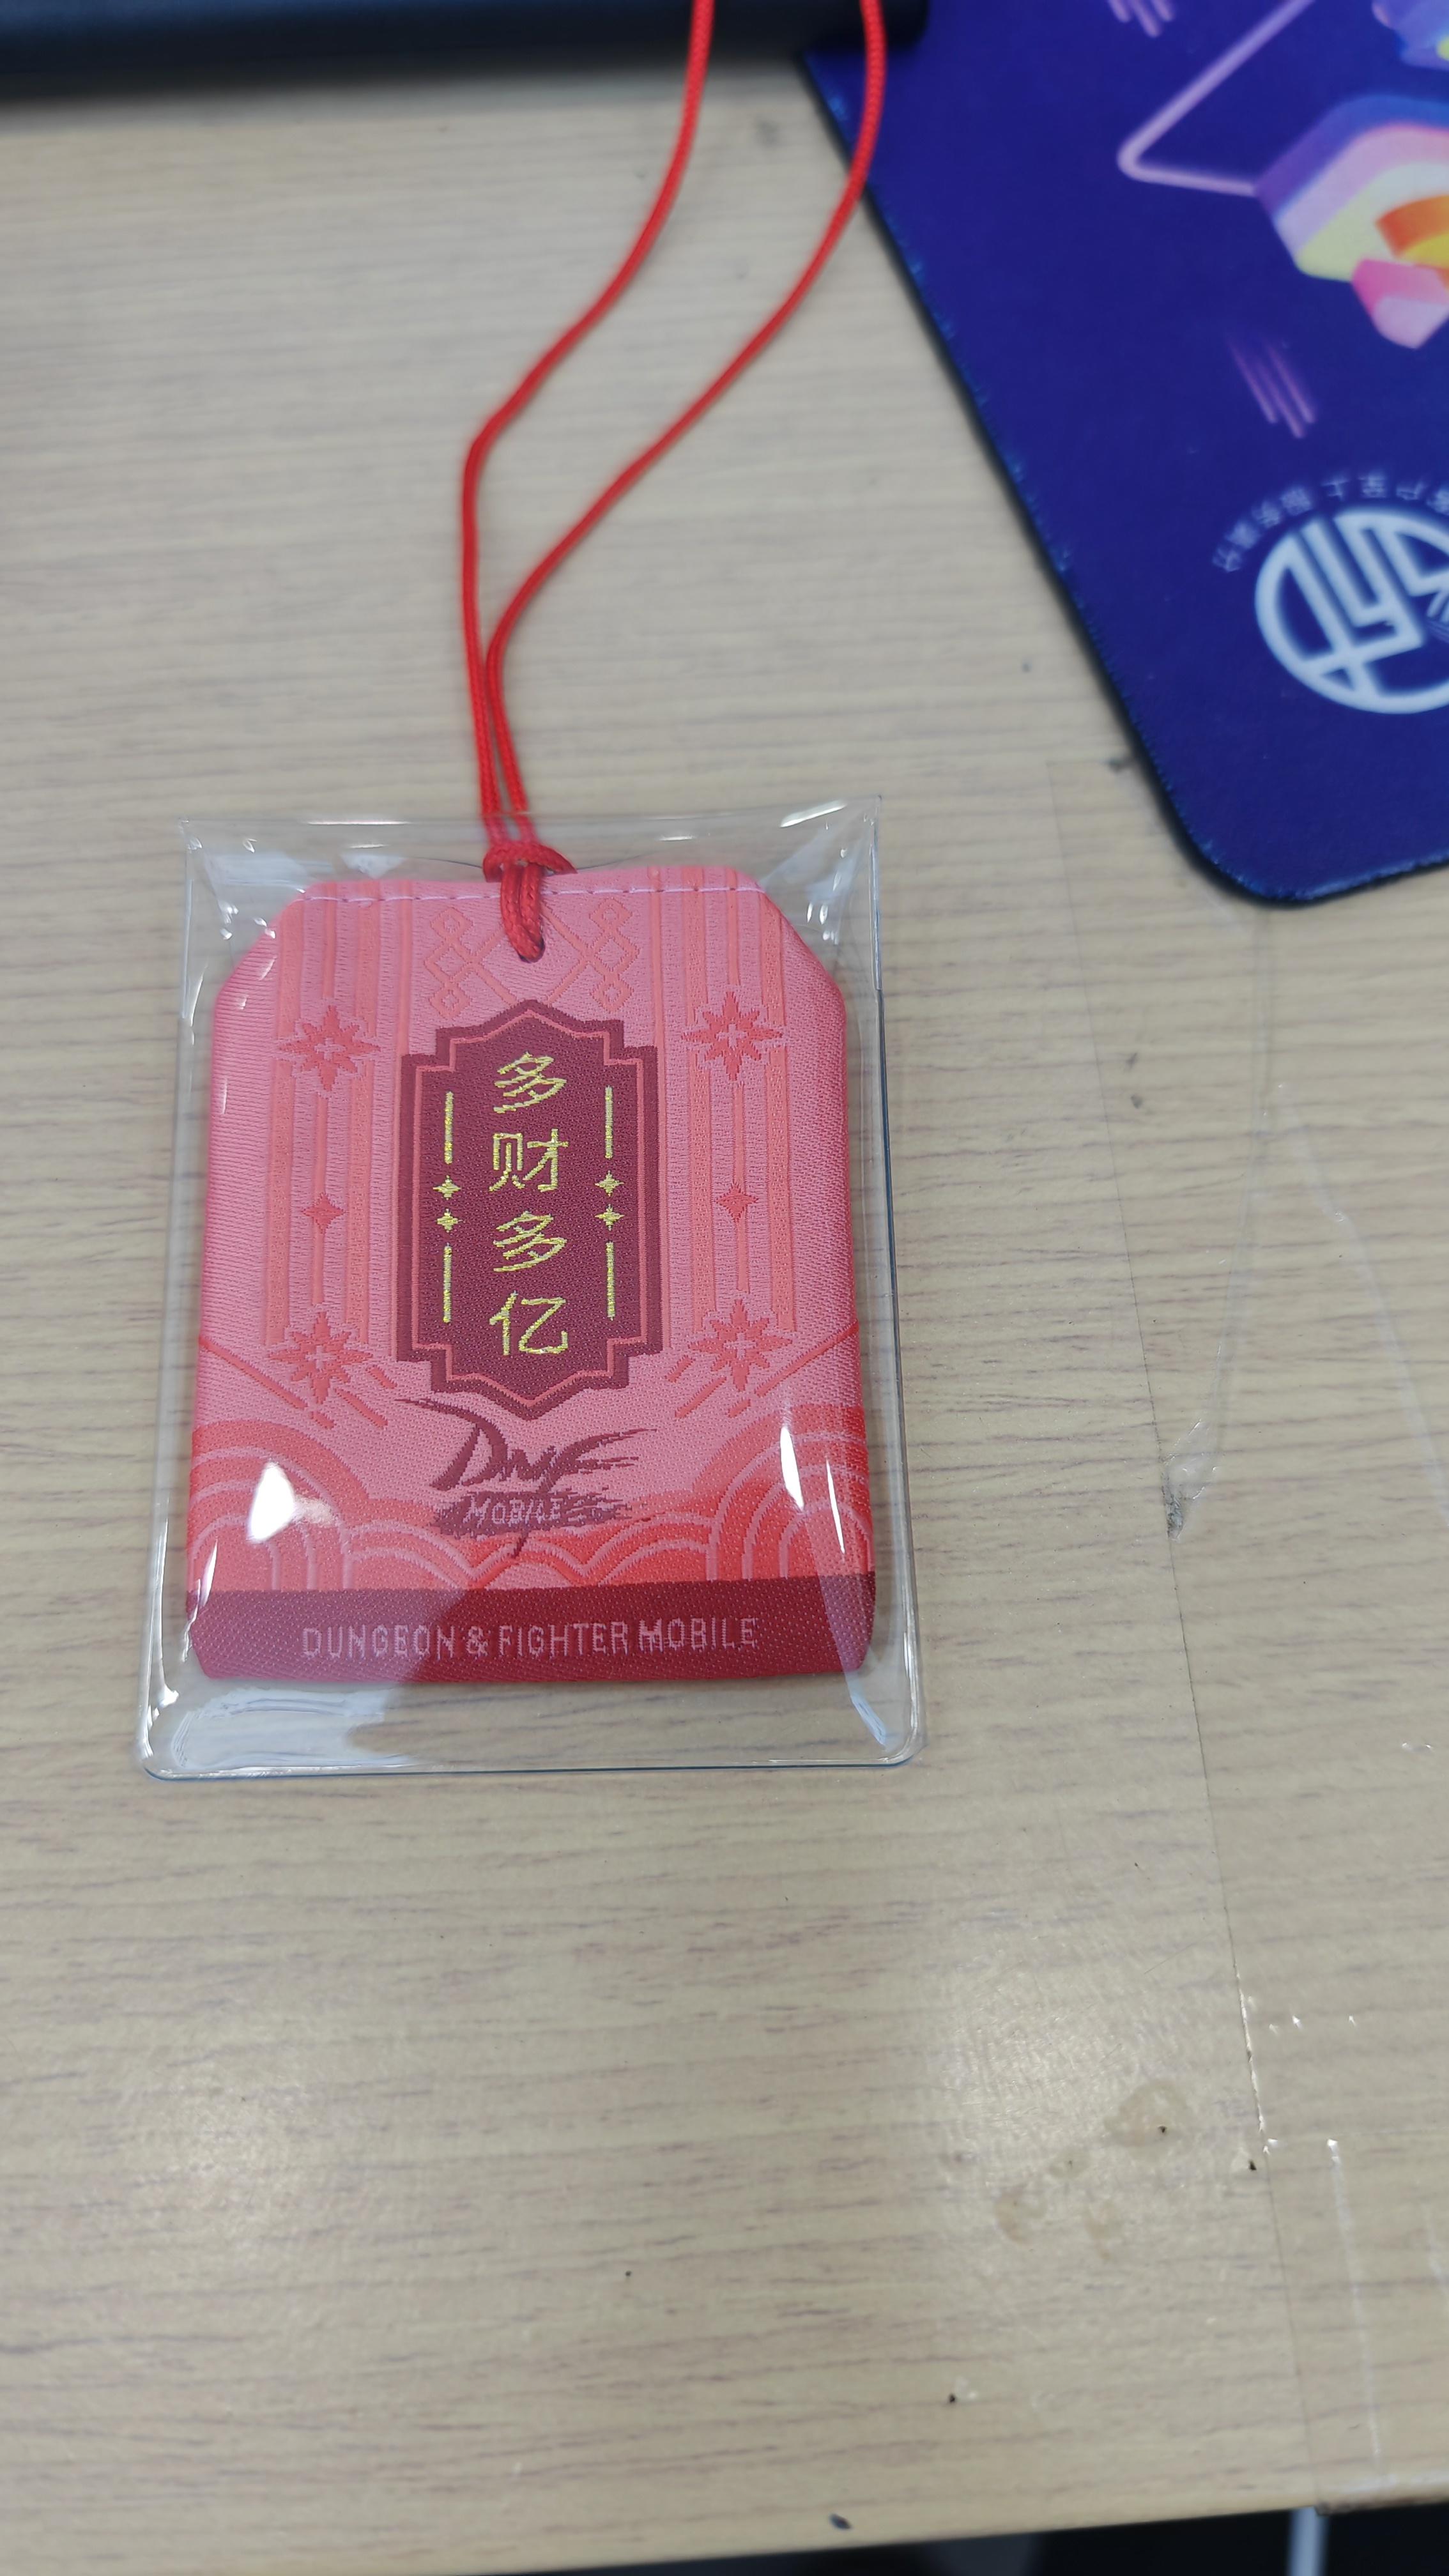 多
财
多
亿
DNF
MOBILE
DUNGEON & FIGHTER MOBILE